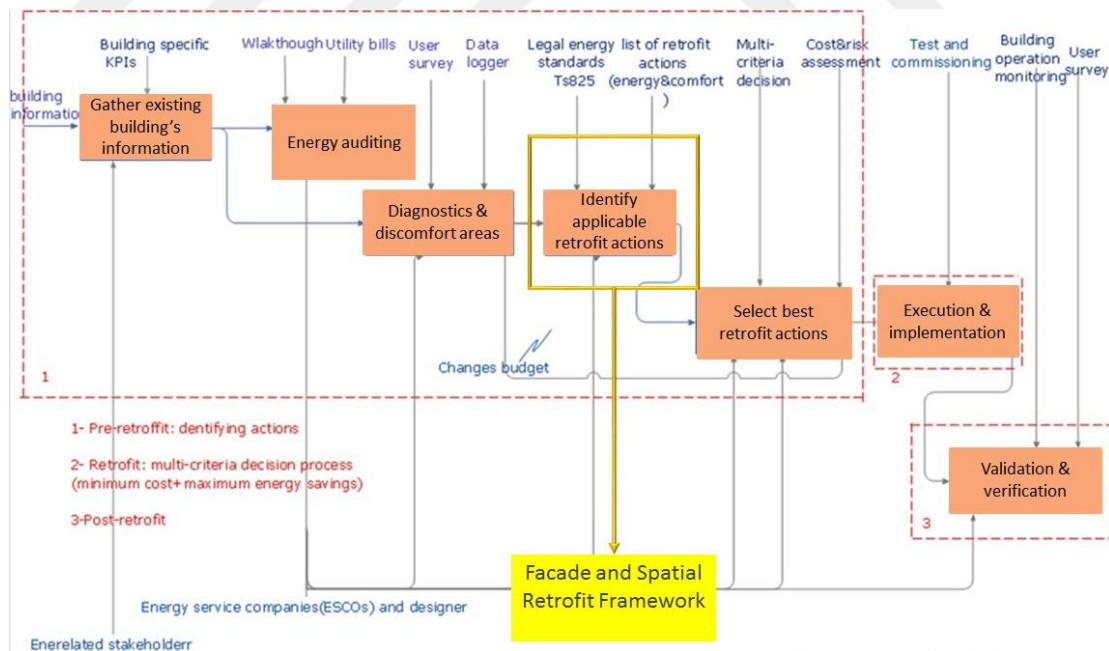 Building specific
KPIs
Wlakthough
Utility bills
User
survey
Data
logger
Legal energy
standards
Ts825
list of retrofit
actions
(energy&comfort
)
Multi-
criteria
decision
Cost&risk
assessment
Test and
commissioning
Building
operation
monitoring
User
survey
building
information
Gather existing
building's
information
Energy auditing
Diagnostics &
discomfort areas
Identify
applicable
retrofit actions
Select best
retrofit actions
Execution &
implementation
Changes budget
1
2
1- Pre-retroffit: dentifying actions
2- Retrofit: multi-criteria decision process
(minimum cost+ maximum energy savings)
3-Post-retrofit
Validation &
verification
3
Facade and Spatial
Retrofit Framework
Energy service companies(ESCOs) and designer
Enerelated stakeholderr